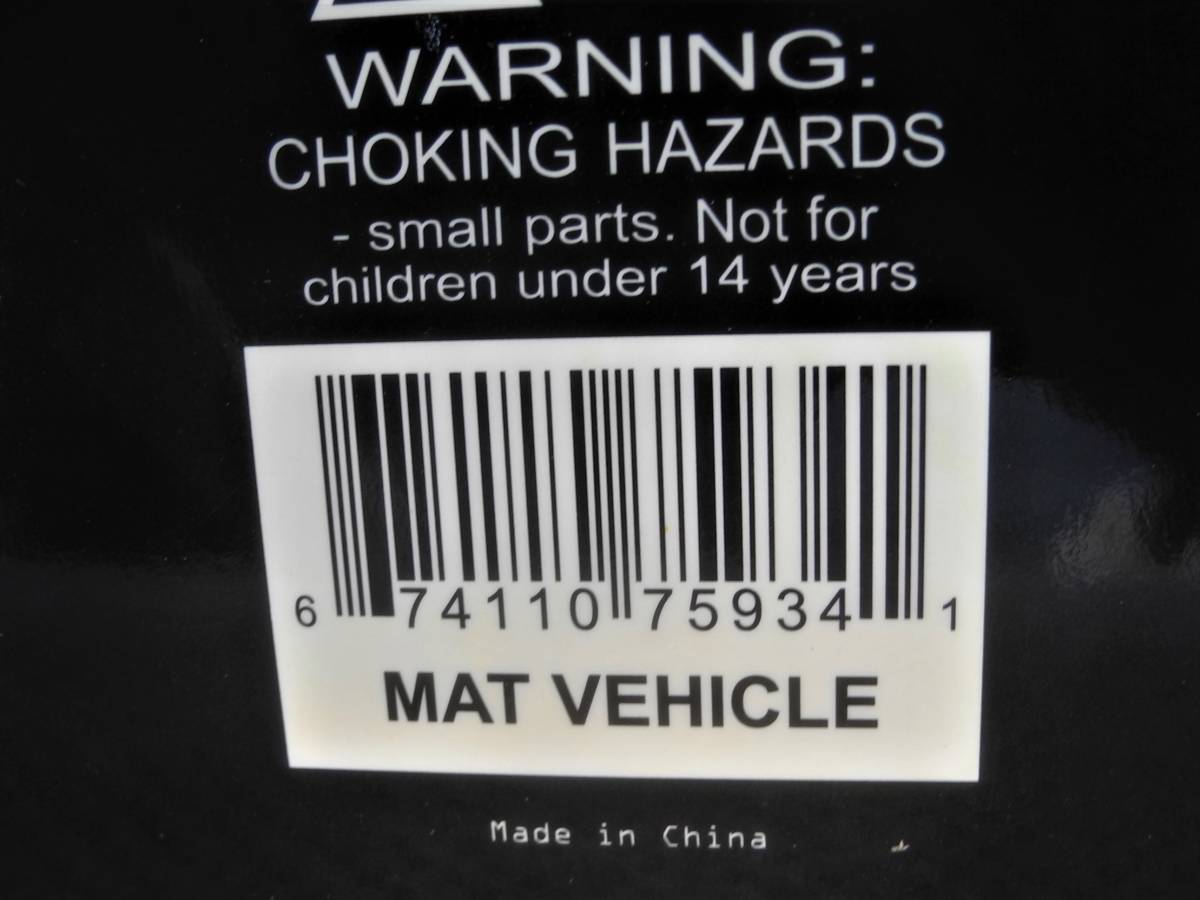 WARNING:
CHOKING HAZARDS
- small parts. Not for
children under 14 years
6 74110 75934 1
MAT VEHICLE
Made in China